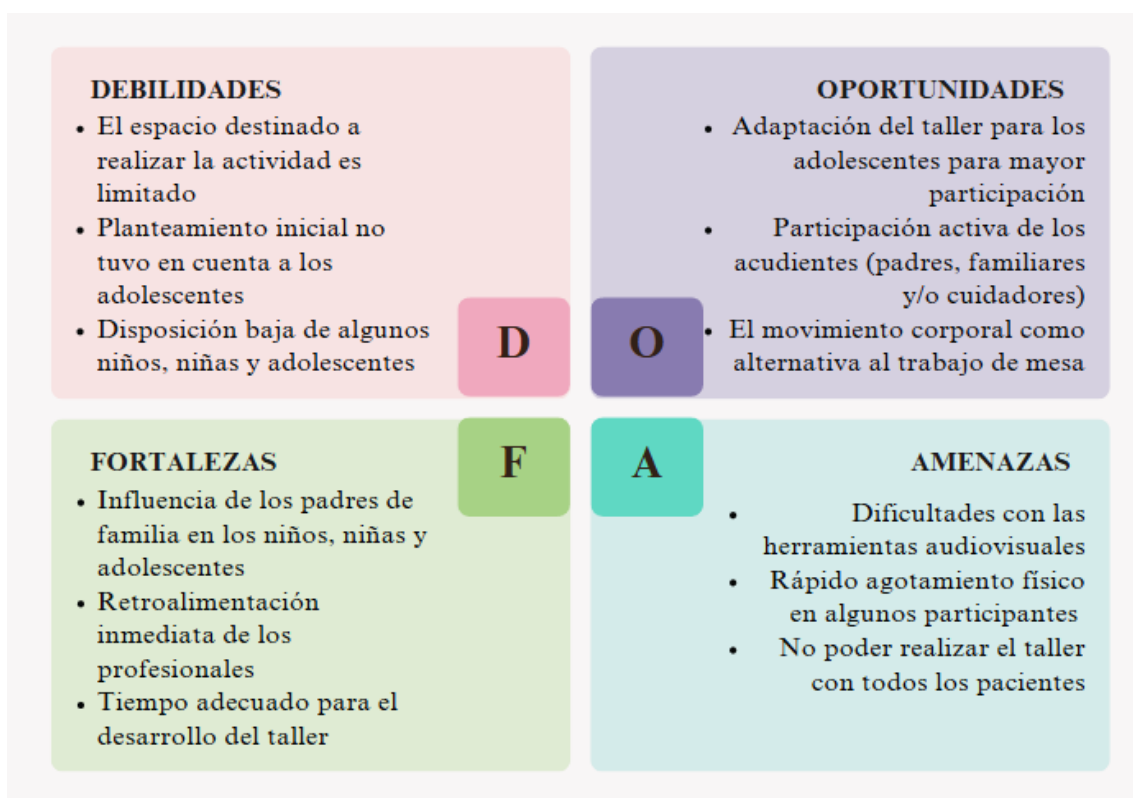 DEBILIDADES
• El espacio destinado a
realizar la actividad es
limitado
• Planteamiento inicial no
tuvo en cuenta a los
adolescentes
• Disposición baja de algunos
niños, niñas y adolescentes
D
OPORTUNIDADES
• Adaptación del taller para los
adolescentes para mayor
participación
• Participación activa de los
acudientes (padres, familiares
y/o cuidadores)
• El movimiento corporal como
alternativa al trabajo de mesa
O
FORTALEZAS
• Influencia de los padres de
familia en los niños, niñas y
adolescentes
• Retroalimentación
inmediata de los
profesionales
• Tiempo adecuado para el
desarrollo del taller
F
AMENAZAS
• Dificultades con las
herramientas audiovisuales
• Rápido agotamiento físico
en algunos participantes
• No poder realizar el taller
con todos los pacientes
A